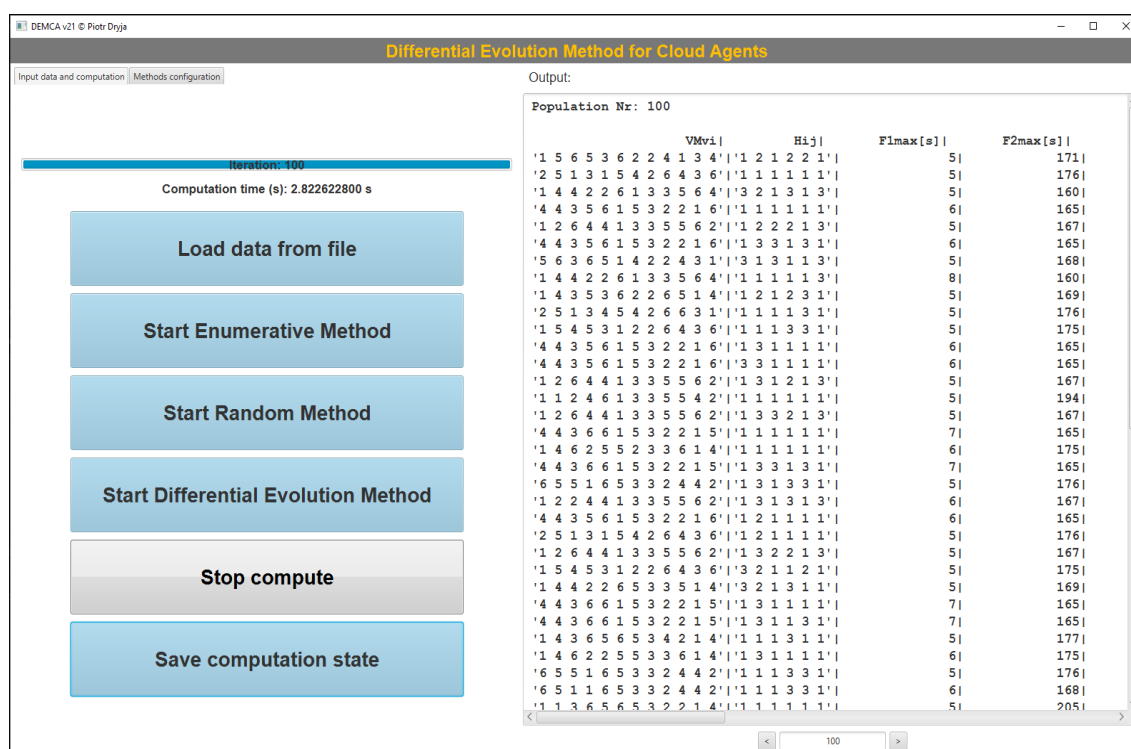 DEMCA v21 © Piotr Dryja
Differential Evolution Method for Cloud Agents
Input data and computation Methods configuration
Iteration: 100
Computation time (s): 2.822622800 s
Load data from file
Start Enumerative Method
Start Random Method
Start Differential Evolution Method
Stop compute
Save computation state
Output:
Population Nr: 100
VMvi| Hij| F1max[s]| F2max[s]|
'1 5 6 5 3 6 2 2 4 1 3 4'|'1 2 1 2 2 1'| 5| 171|
'2 5 1 3 1 5 4 2 6 4 3 6'|'1 1 1 1 1 1'| 5| 176|
'1 4 4 2 2 6 1 3 3 5 6 4'|'3 2 1 3 1 3'| 5| 160|
'4 4 3 5 6 1 5 3 2 2 1 6'|'1 1 1 1 1 1'| 6| 165|
'1 2 6 4 4 1 3 3 5 5 6 2'|'1 2 2 2 1 3'| 5| 167|
'4 4 3 5 6 1 5 3 2 2 1 6'|'1 3 3 1 3 1'| 6| 165|
'5 6 3 6 5 1 4 2 2 4 3 1'|'3 1 3 1 1 3'| 5| 168|
'1 4 4 2 2 6 1 3 3 5 6 4'|'1 1 1 1 1 3'| 8| 160|
'1 4 3 5 3 6 2 2 6 5 1 4'|'1 2 1 2 3 1'| 5| 169|
'2 5 1 3 4 5 4 2 6 6 3 1'|'1 1 1 1 3 1'| 5| 176|
'1 5 4 5 3 1 2 2 6 4 3 6'|'1 1 1 3 3 1'| 5| 175|
'4 4 3 5 6 1 5 3 2 2 1 6'|'1 3 1 1 1 1'| 6| 165|
'4 4 3 5 6 1 5 3 2 2 1 6'|'3 3 1 1 1 1'| 6| 165|
'1 2 6 4 4 1 3 3 5 5 6 2'|'1 3 1 2 1 3'| 5| 167|
'1 1 2 4 6 1 3 3 5 5 4 2'|'1 1 1 1 1 1'| 5| 194|
'1 2 6 4 4 1 3 3 5 5 6 2'|'1 3 3 2 1 3'| 5| 167|
'4 4 3 6 6 1 5 3 2 2 1 5'|'1 1 1 1 1 1'| 7| 165|
'1 4 6 2 5 5 2 3 3 6 1 4'|'1 1 1 1 1 1'| 6| 175|
'4 4 3 6 6 1 5 3 2 2 1 5'|'1 3 3 1 3 1'| 7| 165|
'6 5 5 1 6 5 3 3 2 4 4 2'|'1 3 1 3 3 1'| 5| 176|
'1 2 2 4 4 1 3 3 5 5 6 2'|'1 3 1 3 1 3'| 6| 167|
'4 4 3 5 6 1 5 3 2 2 1 6'|'1 2 1 1 1 1'| 6| 165|
'2 5 1 3 1 5 4 2 6 4 3 6'|'1 2 1 1 1 1'| 5| 176|
'1 2 6 4 4 1 3 3 5 5 6 2'|'1 3 2 2 1 3'| 5| 167|
'1 5 4 5 3 1 2 2 6 4 3 6'|'3 2 1 1 2 1'| 5| 175|
'1 4 4 2 2 6 5 3 3 5 1 4'|'3 2 1 3 1 1'| 5| 169|
'4 4 3 6 6 1 5 3 2 2 1 5'|'1 3 1 1 1 1'| 7| 165|
'4 4 3 6 6 1 5 3 2 2 1 5'|'1 3 1 1 3 1'| 7| 165|
'1 4 3 6 5 6 5 3 4 2 1 4'|'1 1 1 3 1 1'| 5| 177|
'1 4 6 2 2 5 5 3 3 6 1 4'|'1 3 1 1 1 1'| 6| 175|
'6 5 5 1 6 5 3 3 2 4 4 2'|'1 1 1 3 3 1'| 5| 176|
'6 5 1 1 6 5 3 3 2 4 4 2'|'1 1 1 3 3 1'| 6| 168|
'1 1 3 6 5 6 5 3 2 2 1 4'|'1 1 1 1 1 1'| 5| 205|
< 100 >